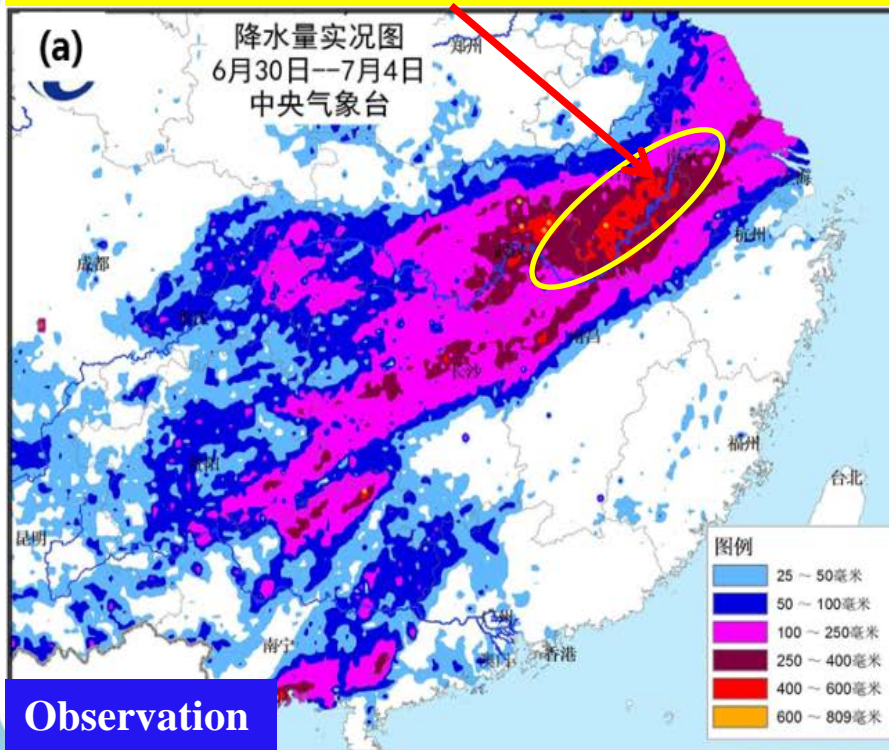 (a)
降水量实况图
6月30日--7月4日
中央气象台
郑州
成都
杭州
长沙
福州
台北
昆明
南宁
香港
图例
25 ～ 50毫米
50 ～ 100毫米
100 ～ 250毫米
250 ～ 400毫米
400 ～ 600毫米
600 ～ 809毫米
Observation